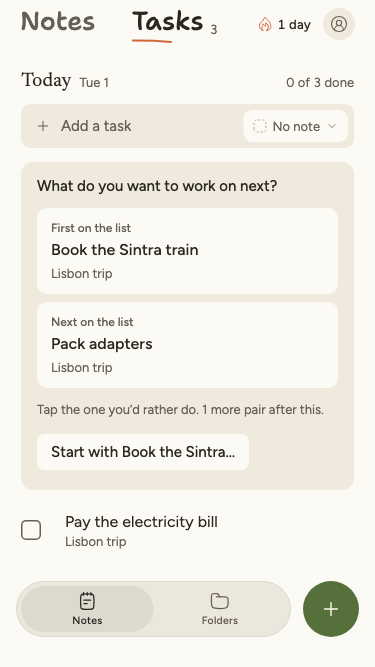 Notes Tasks 3 1 day
Today Tue 1 0 of 3 done
Add a task No note
What do you want to work on next?
First on the list
Book the Sintra train
Lisbon trip
Next on the list
Pack adapters
Lisbon trip
Tap the one you’d rather do. 1 more pair after this.
Start with Book the Sintra...
Pay the electricity bill
Lisbon trip
Notes Folders